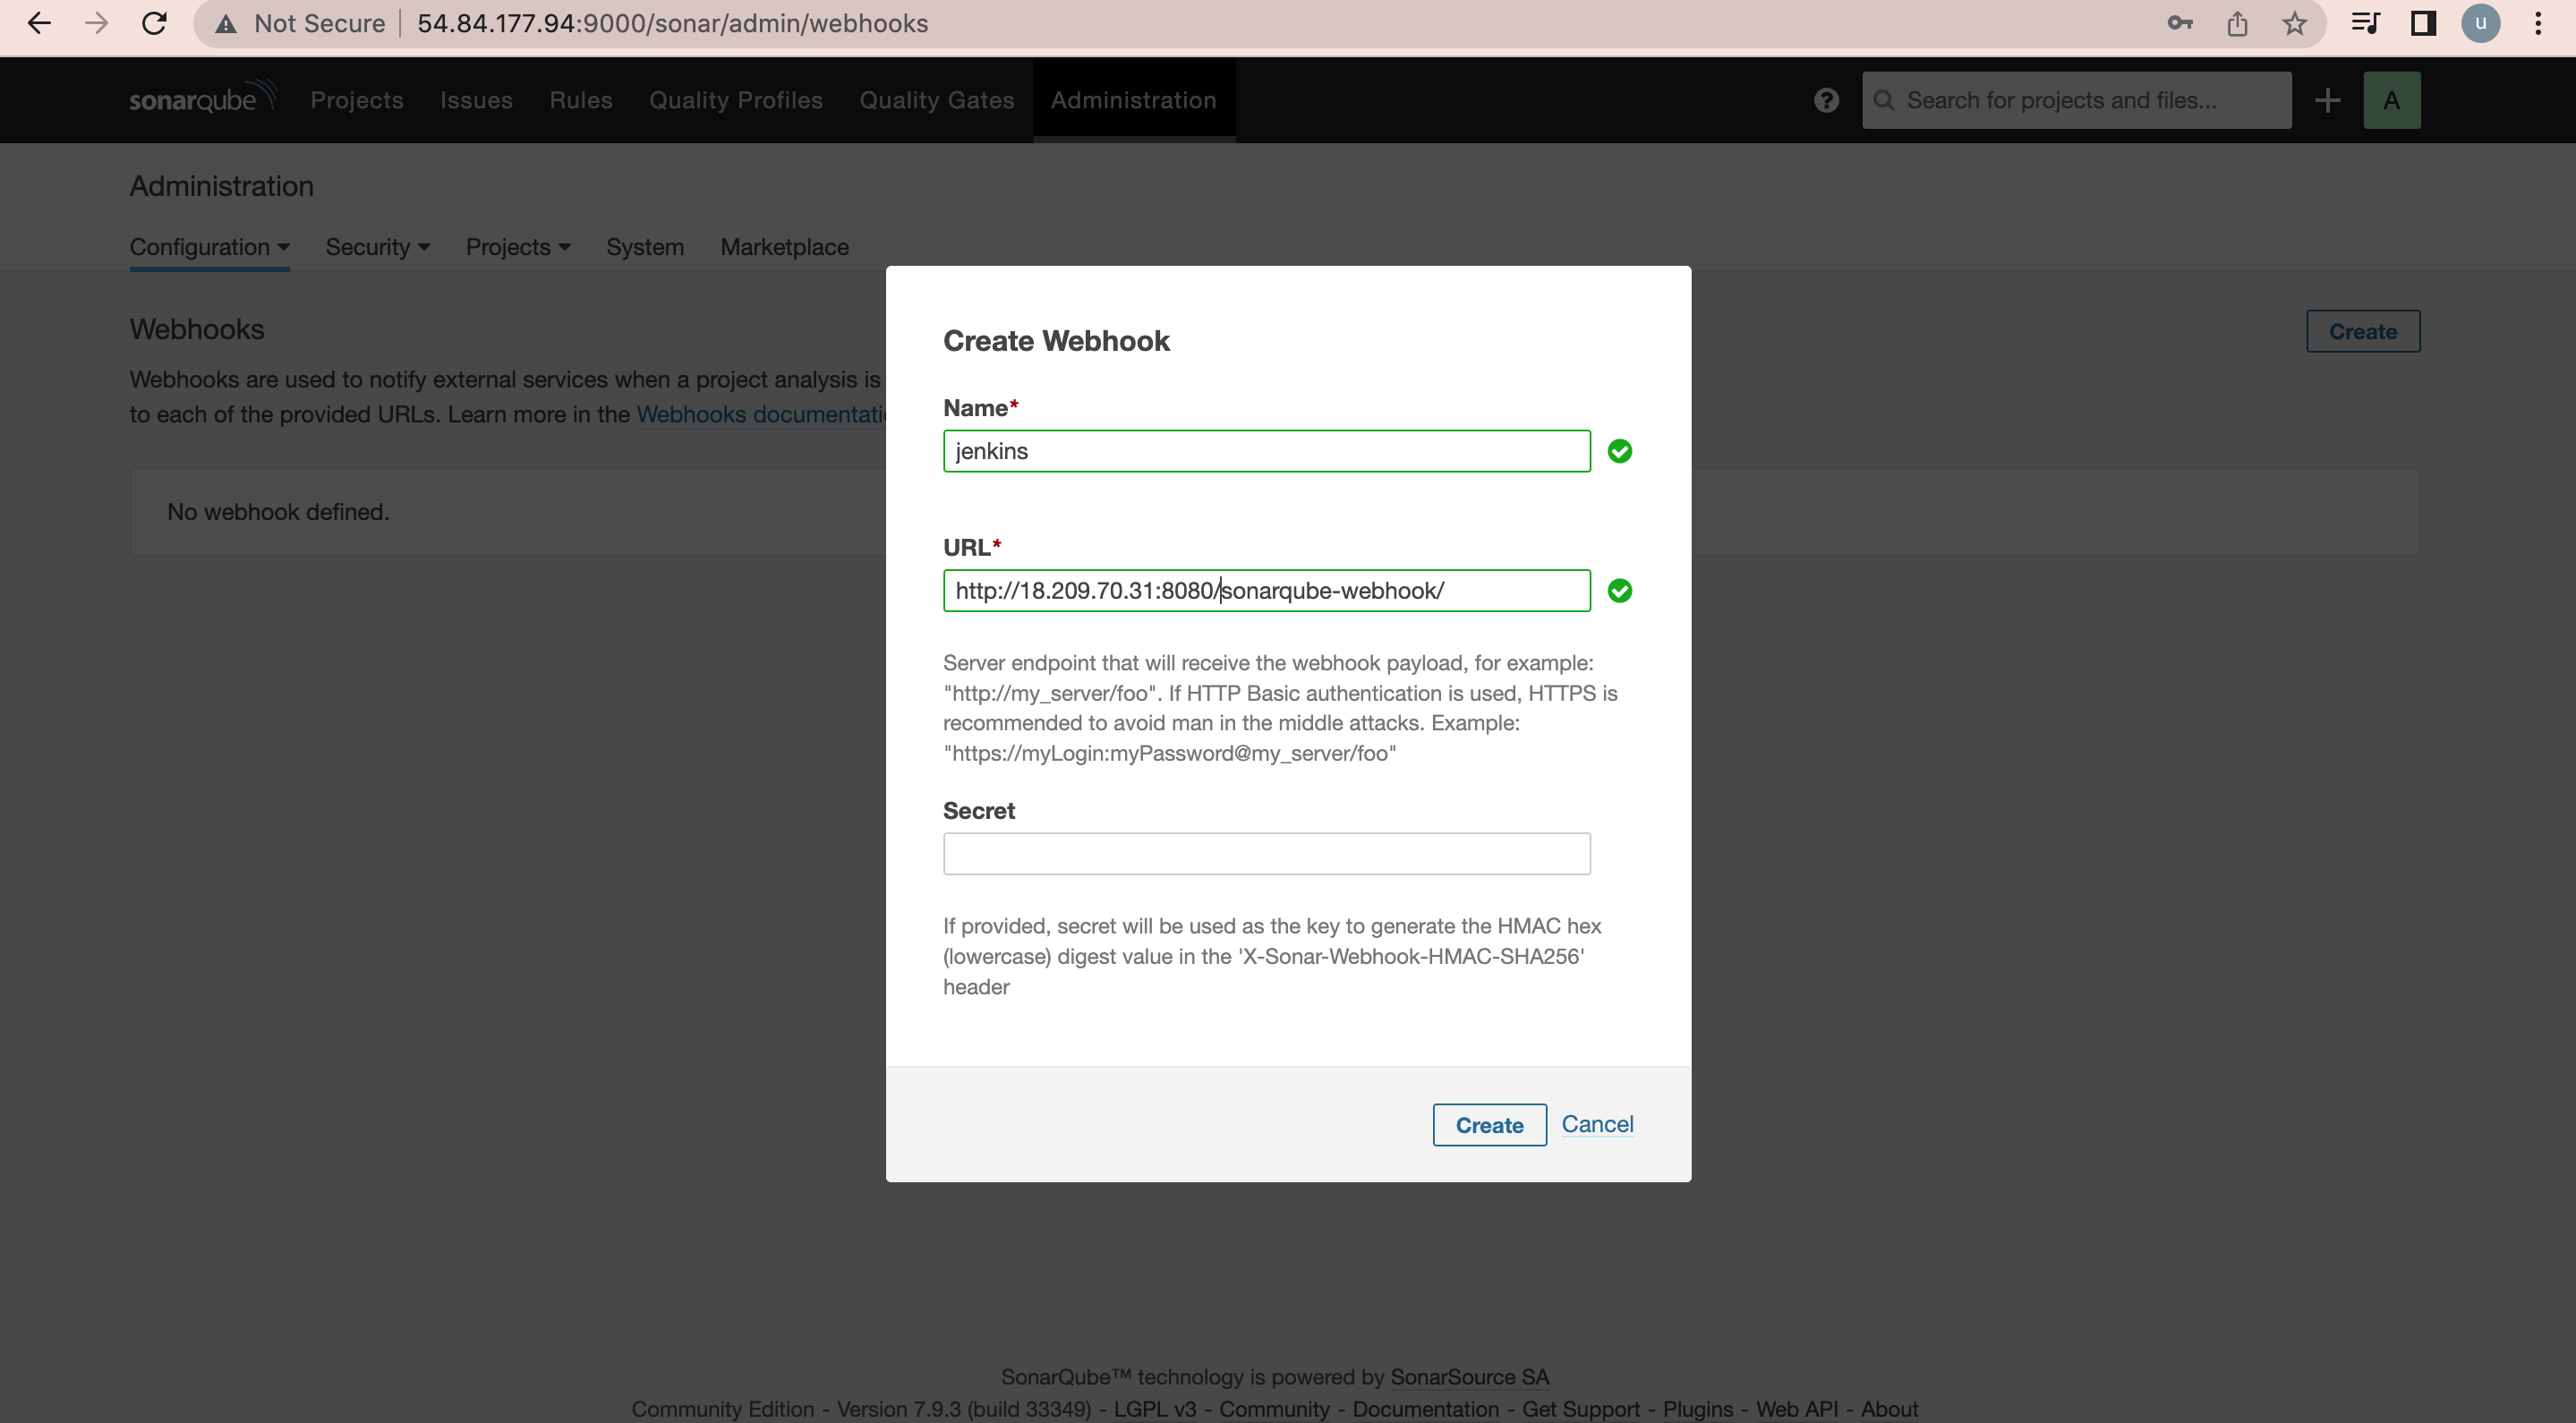 Not Secure 54.84.177.94:9000/sonar/admin/webhooks u
sonarqube Projects Issues Rules Quality Profiles Quality Gates Administration ? Search for projects and files... + A
Administration
Configuration Security Projects System Marketplace
Webhooks Create
Webhooks are used to notify external services when a project analysis is
to each of the provided URLs. Learn more in the Webhooks
No webhook defined.
Create Webhook
Name*
jenkins
URL*
http://18.209.70.31:8080/sonarqube-webhook/
Server endpoint that will receive the webhook payload, for example:
"http://my_server/foo". If HTTP Basic authentication is used, HTTPS is
recommended to avoid man in the middle attacks. Example:
"https://myLogin:myPassword@my_server/foo"
Secret
If provided, secret will be used as the key to generate the HMAC hex
(lowercase) digest value in the 'X-Sonar-Webhook-HMAC-SHA256'
header
Create Cancel
SonarQube™ technology is powered by SonarSource SA
Community Edition - Version 7.9.3 (build 33349) - LGPL v3 - Community - Documentation - Get Support - Plugins - Web API - About